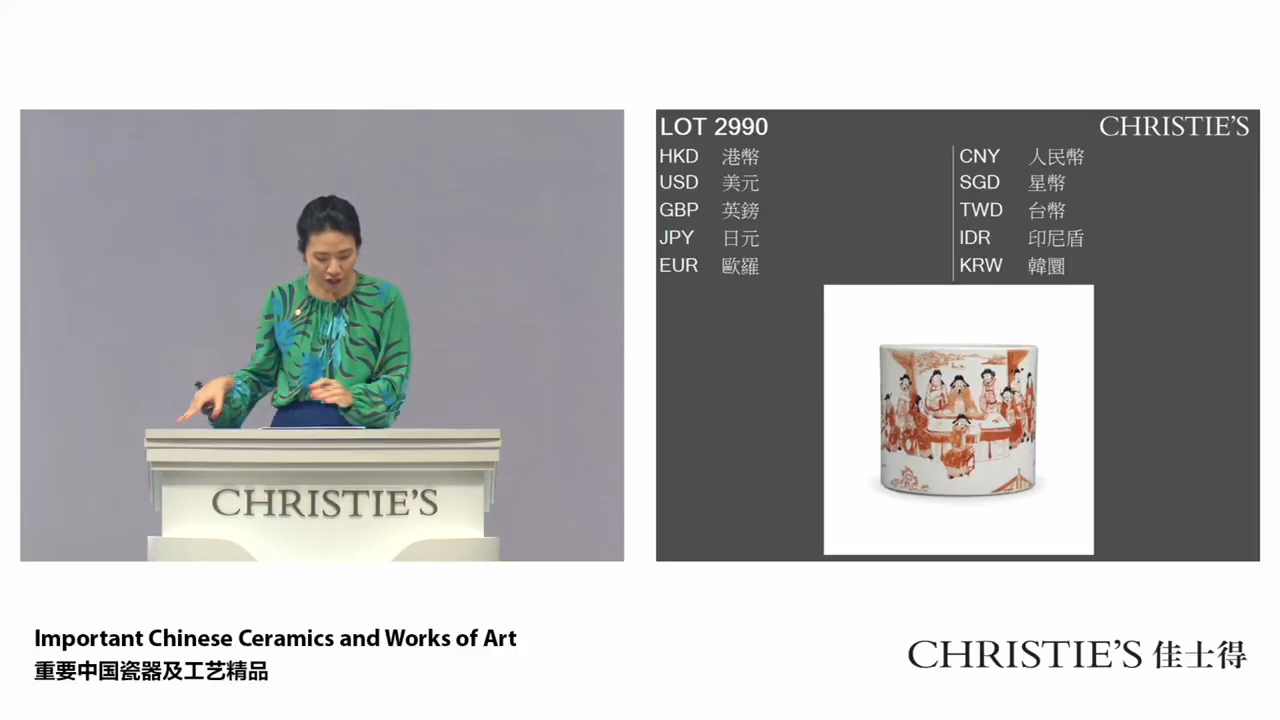 LOT 2990
CHRISTIE'S
HKD 港幣
USD 美元
GBP 英鎊
JPY 日元
EUR 歐羅
CNY 人民幣
SGD 星幣
TWD 台幣
IDR 印尼盾
KRW 韓圜
CHRISTIE'S
Important Chinese Ceramics and Works of Art
重要中国瓷器及工艺精品
CHRISTIE'S 佳士得